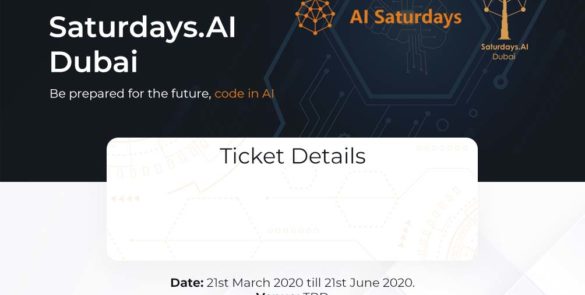 Saturdays.AI
Dubai
Be prepared for the future, code in AI
AI Saturdays
Saturdays.AI
Dubai
Ticket Details
Date: 21st March 2020 till 21st June 2020.